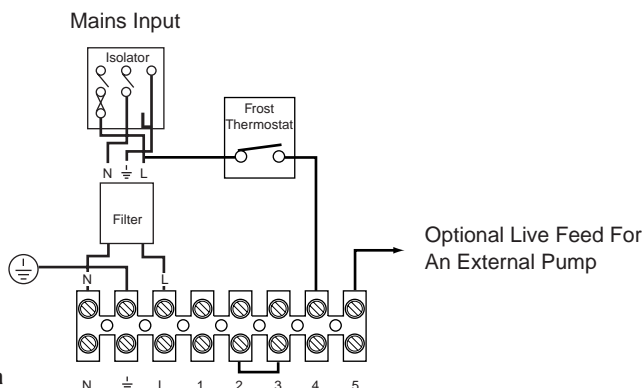 Mains Input
Isolator
Frost
Thermostat
N L
Filter
Optional Live Feed For
An External Pump
N L
N L 1 2 3 4 5